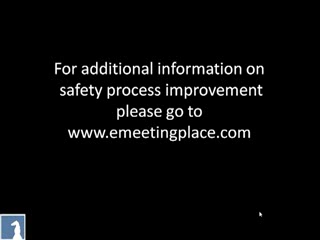 For additional information on
safety process improvement
please go to
www.emeetingplace.com